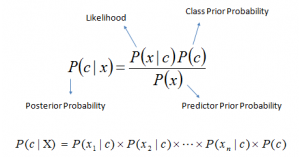 Likelihood
Class Prior Probability
P(c | x) = P(x | c)P(c) / P(x)
Posterior Probability
Predictor Prior Probability
P(c | X) = P(x₁ | c) × P(x₂ | c) × ⋯ × P(xₙ | c) × P(c)